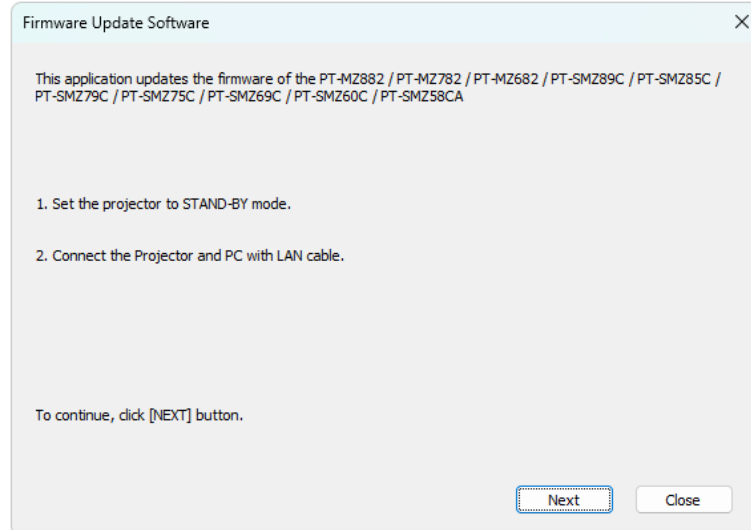 Firmware Update Software
This application updates the firmware of the PT-MZ882 / PT-MZ782 / PT-MZ682 / PT-SMZ89C / PT-SMZ85C /
PT-SMZ79C / PT-SMZ75C / PT-SMZ69C / PT-SMZ60C / PT-SMZ58CA
1. Set the projector to STAND-BY mode.
2. Connect the Projector and PC with LAN cable.
To continue, click [NEXT] button.
Next
Close